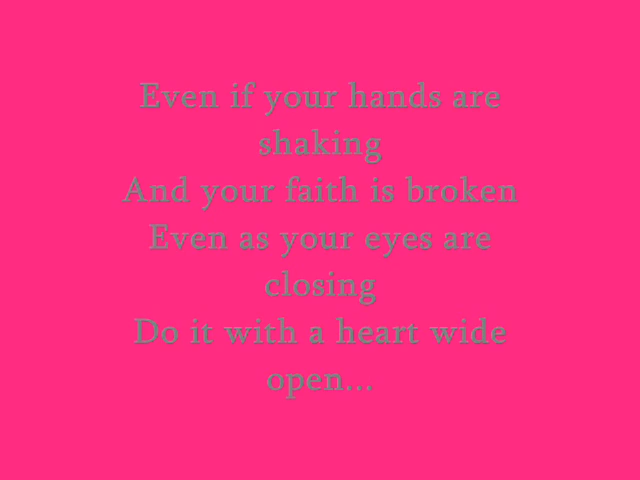 Even if your hands are
shaking
And your faith is broken
Even as your eyes are
closing
Do it with a heart wide
open...